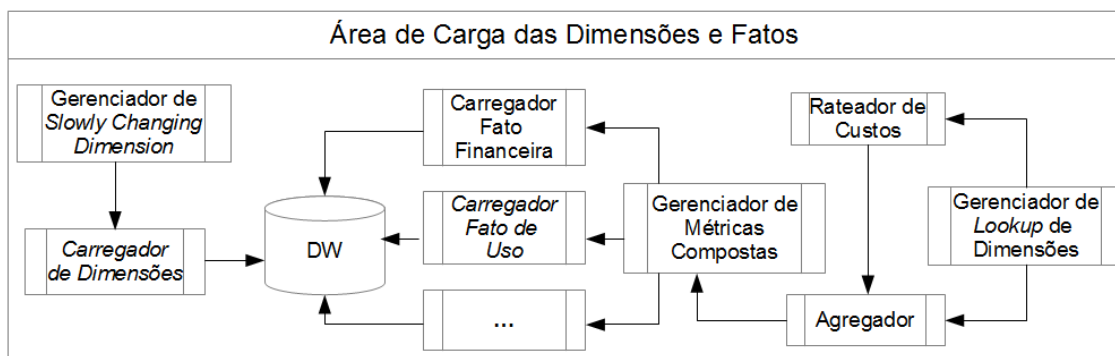 Área de Carga das Dimensões e Fatos
Gerenciador de
Slowly Changing
Dimension
Carregador
de Dimensões
DW
Carregador
Fato
Financeira
Carregador
Fato de
Uso
...
Gerenciador de
Métricas
Compostas
Rateador de
Custos
Agregador
Gerenciador de
Lookup de
Dimensões